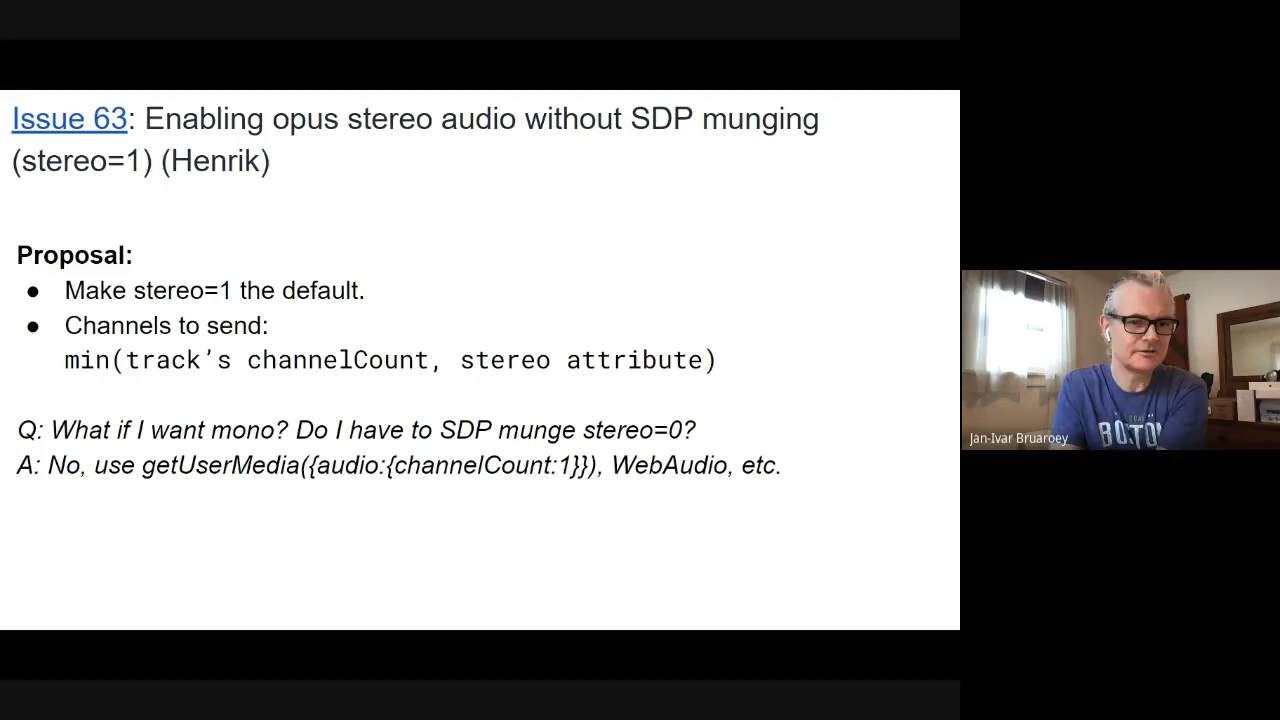 Issue 63: Enabling opus stereo audio without SDP munging
(stereo=1) (Henrik)
Proposal:
● Make stereo=1 the default.
● Channels to send:
min(track’s channelCount, stereo attribute)
Q: What if I want mono? Do I have to SDP munge stereo=0?
A: No, use getUserMedia({audio:{channelCount:1}}), WebAudio, etc.
Jan-Ivar Bruaroey